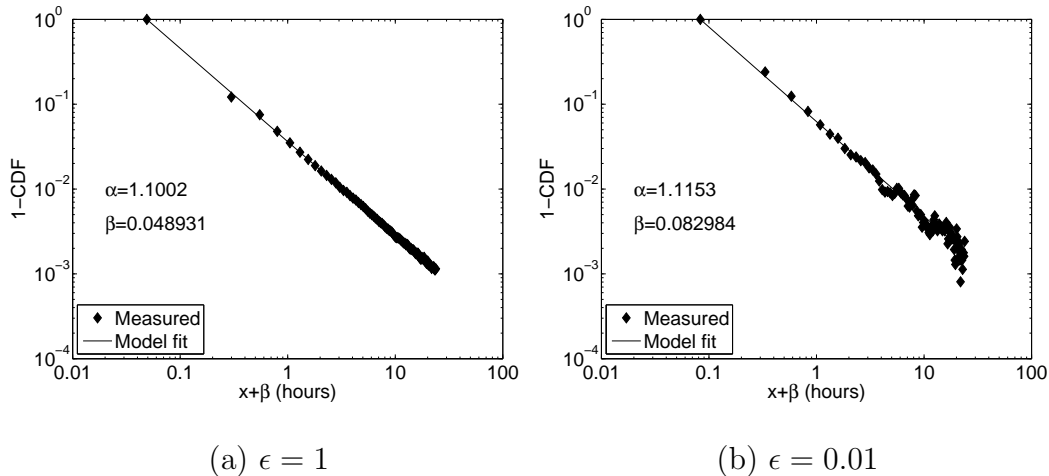 10^0
10^-1
10^-2
10^-3
10^-4
1−CDF
α=1.1002
β=0.048931
Measured
Model fit
0.01 0.1 1 10 100
x+β (hours)
(a) ϵ = 1
10^0
10^-1
10^-2
10^-3
10^-4
1−CDF
α=1.1153
β=0.082984
Measured
Model fit
0.01 0.1 1 10 100
x+β (hours)
(b) ϵ = 0.01